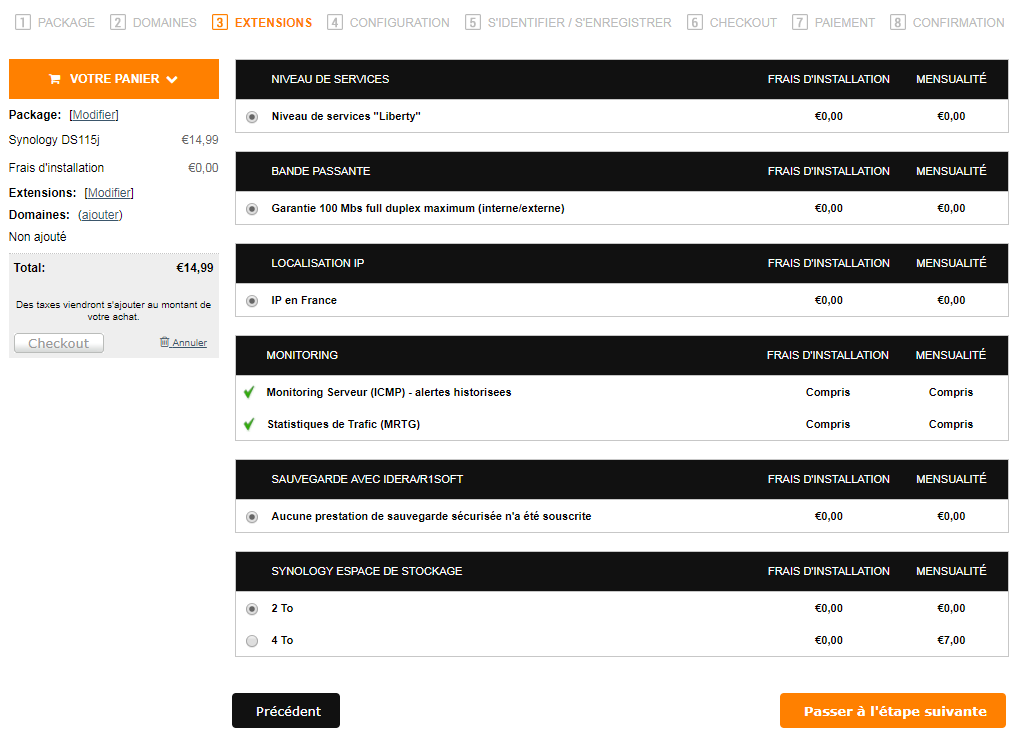 1 PACKAGE 2 DOMAINES 3 EXTENSIONS 4 CONFIGURATION 5 S'IDENTIFIER / S'ENREGISTRER 6 CHECKOUT 7 PAIEMENT 8 CONFIRMATION
VOTRE PANIER
Package: [Modifier]
Synology DS115j €14,99
Frais d'installation €0,00
Extensions: [Modifier]
Domaines: (ajouter)
Non ajouté
Total: €14,99
Des taxes viendront s'ajouter au montant de
votre achat.
Checkout Annuler
NIVEAU DE SERVICES FRAIS D'INSTALLATION MENSUALITÉ
Niveau de services "Liberty" €0,00 €0,00
BANDE PASSANTE FRAIS D'INSTALLATION MENSUALITÉ
Garantie 100 Mbs full duplex maximum (interne/externe) €0,00 €0,00
LOCALISATION IP FRAIS D'INSTALLATION MENSUALITÉ
IP en France €0,00 €0,00
MONITORING FRAIS D'INSTALLATION MENSUALITÉ
Monitoring Serveur (ICMP) - alertes historisees Compris Compris
Statistiques de Trafic (MRTG) Compris Compris
SAUVEGARDE AVEC IDERA/R1SOFT FRAIS D'INSTALLATION MENSUALITÉ
Aucune prestation de sauvegarde sécurisée n'a été souscrite €0,00 €0,00
SYNOLOGY ESPACE DE STOCKAGE FRAIS D'INSTALLATION MENSUALITÉ
2 To €0,00 €0,00
4 To €0,00 €7,00
Précédent Passer à l'étape suivante